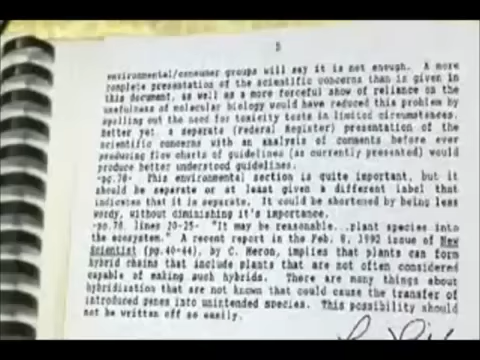 5
environmental/consumer groups will say it is not enough. A more
complete presentation of the scientific concerns than is given in
this document, as well as a more forceful show of reliance on the
usefulness of molecular biology would have reduced this problem by
spelling out the need for toxicity tests in limited circumstances.
Better yet, a separate (Federal Register) presentation of the
scientific concerns with an analysis of comments before ever
producing flow charts of guidelines (as currently presented) would
produce better understood guidelines.
-pg.70- This environmental section is quite important, but it
should be separate or at least given a different label that
indicates that it is separate. It could be shortened by being less
wordy, without diminishing it's importance.
-pg.70, lines 20-25- "It may be reasonable...plant species into
the ecosystem." A recent report in the Feb. 8, 1992 issue of New
Scientist (pg.40-44), by C. Heron, implies that plants can form
hybrid chains that include plants that are not often considered
capable of making such hybrids. There are many things about
hybridization that are not known that could cause the transfer of
introduced genes into unintended species. This possibility should
not be written off so easily.